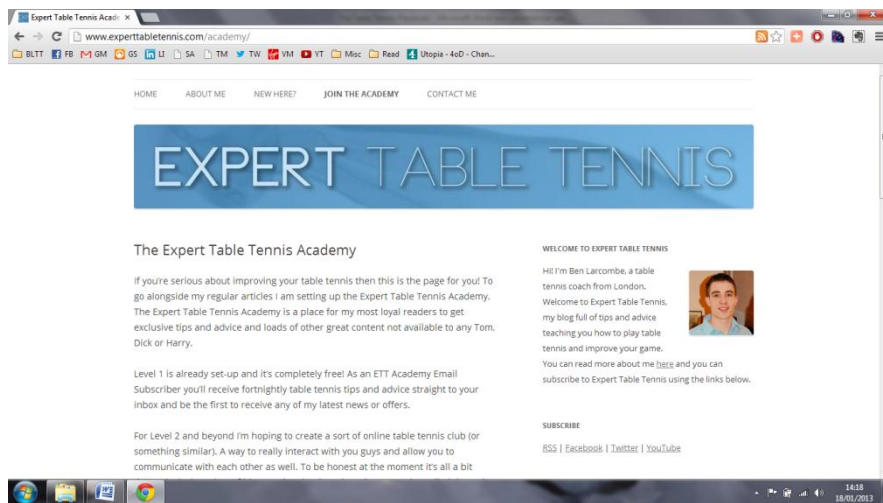 Expert Table Tennis Acade
www.experttabletennis.com/academy/
BLTT FB GM GS LI SA TM TW VM YT Misc Read Utopia - 4oD - Chan...
HOME ABOUT ME NEW HERE? JOIN THE ACADEMY CONTACT ME
EXPERT TABLE TENNIS
The Expert Table Tennis Academy
If you're serious about improving your table tennis then this is the page for you! To
go alongside my regular articles I am setting up the Expert Table Tennis Academy.
The Expert Table Tennis Academy is a place for my most loyal readers to get
exclusive tips and advice and loads of other great content not available to any Tom,
Dick or Harry.
Level 1 is already set-up and it's completely free! As an ETT Academy Email
Subscriber you'll receive fortnightly table tennis tips and advice straight to your
inbox and be the first to receive any of my latest news or offers.
For Level 2 and beyond I'm hoping to create a sort of online table tennis club (or
something similar). A way to really interact with you guys and allow you to
communicate with each other as well. To be honest at the moment it's all a bit
WELCOME TO EXPERT TABLE TENNIS
Hi! I'm Ben Larcombe, a table
tennis coach from London.
Welcome to Expert Table Tennis,
my blog full of tips and advice
teaching you how to play table
tennis and improve your game.
You can read more about me here and you can
subscribe to Expert Table Tennis using the links below.
SUBSCRIBE
RSS | Facebook | Twitter | YouTube
14:18
18/01/2013